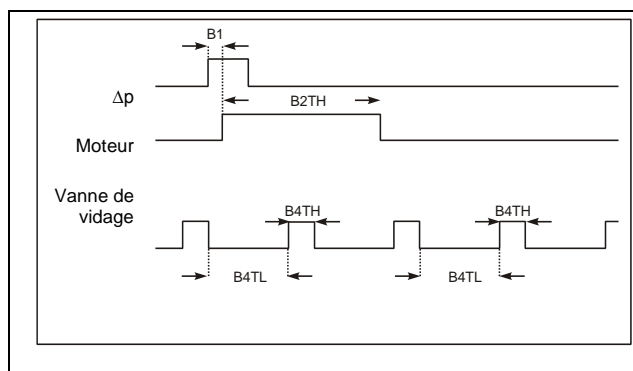 B1
Δp
B2TH
Moteur
Vanne de
vidage
B4TH
B4TH
B4TL
B4TL